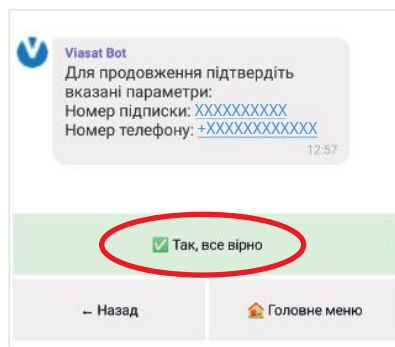 Viasat Bot
Для продовження підтвердіть
вказані параметри:
Номер підписки: XXXXXXXXXX
Номер телефону: +XXXXXXXXXXXX
12:57
✅ Так, все вірно
← Назад
🏠 Головне меню